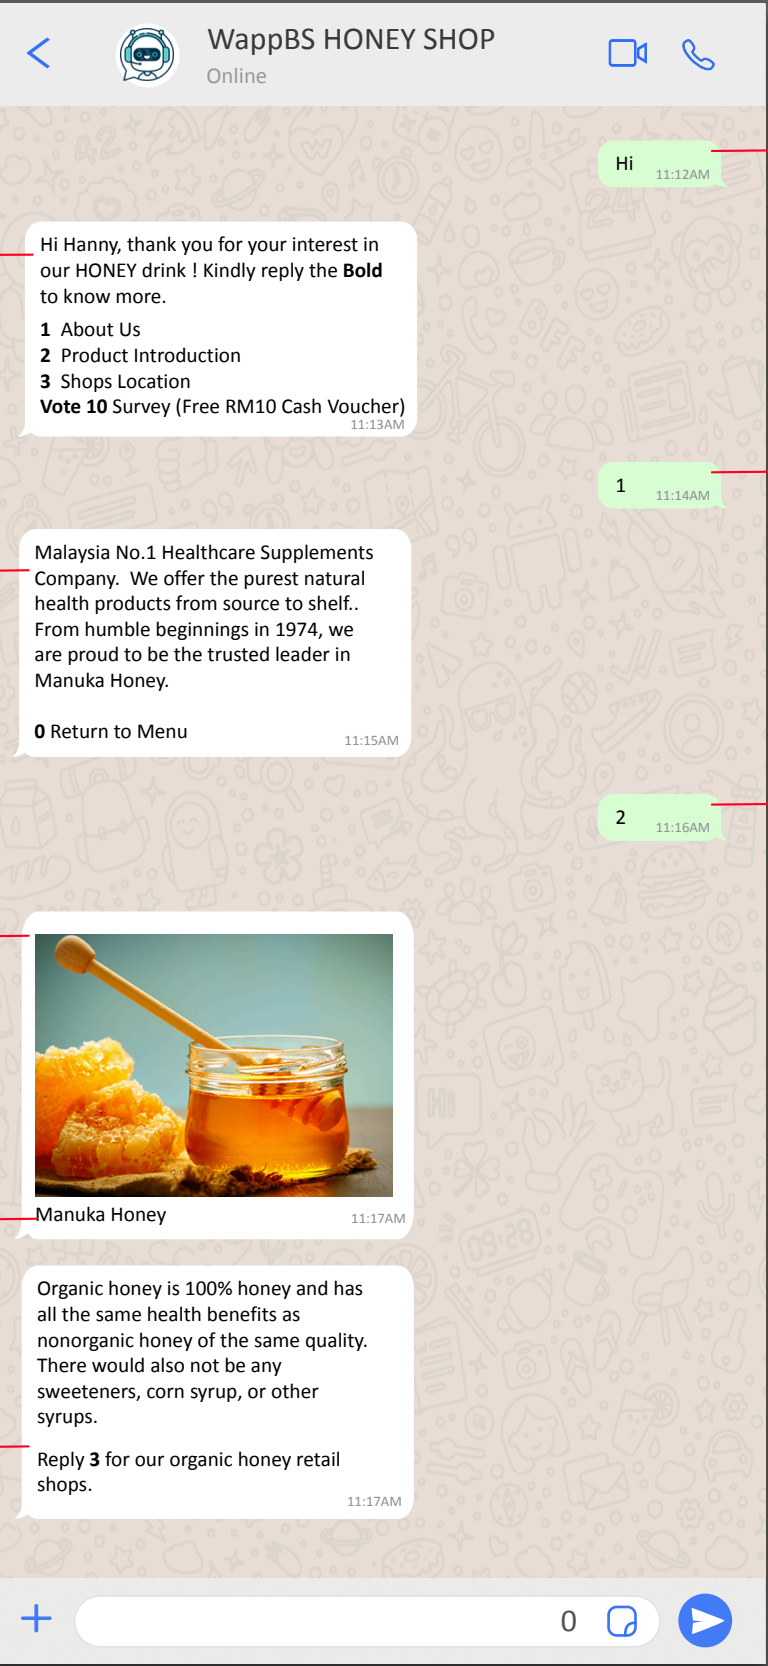 WappBS HONEY SHOP
Online
Hi
11:12AM
Hi Hanny, thank you for your interest in
our HONEY drink ! Kindly reply the Bold
to know more.
1 About Us
2 Product Introduction
3 Shops Location
Vote 10 Survey (Free RM10 Cash Voucher)
11:13AM
1
11:14AM
Malaysia No.1 Healthcare Supplements
Company. We offer the purest natural
health products from source to shelf..
From humble beginnings in 1974, we
are proud to be the trusted leader in
Manuka Honey.
0 Return to Menu
11:15AM
2
11:16AM
Manuka Honey
11:17AM
Organic honey is 100% honey and has
all the same health benefits as
nonorganic honey of the same quality.
There would also not be any
sweeteners, corn syrup, or other
syrups.
Reply 3 for our organic honey retail
shops.
11:17AM
0